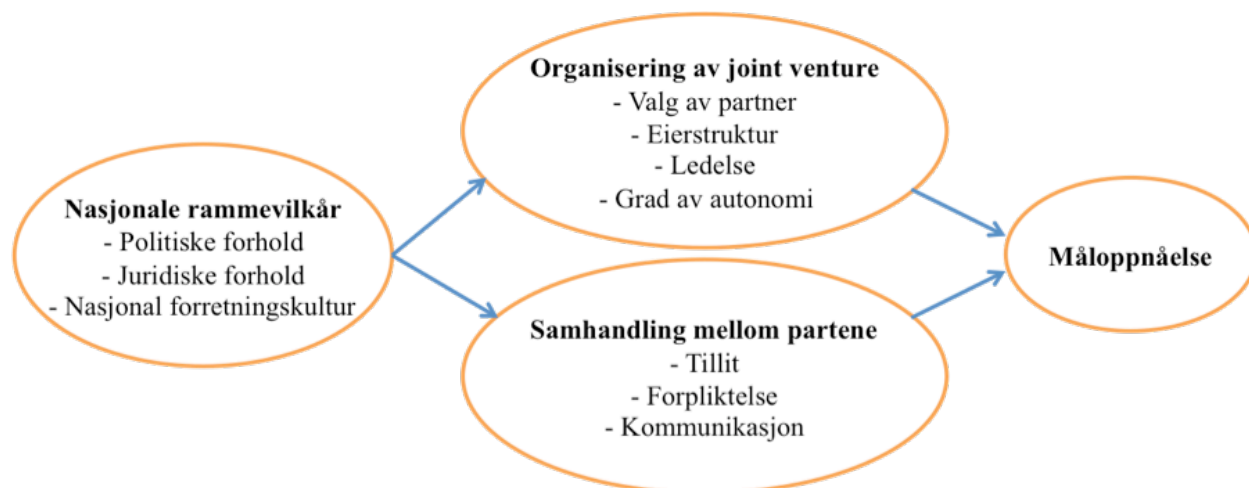 Organisering av joint venture
- Valg av partner
- Eierstruktur
- Ledelse
- Grad av autonomi
Nasjonale rammevilkår
- Politiske forhold
- Juridiske forhold
- Nasjonal forretningskultur
Måloppnåelse
Samhandling mellom partene
- Tillit
- Forpliktelse
- Kommunikasjon